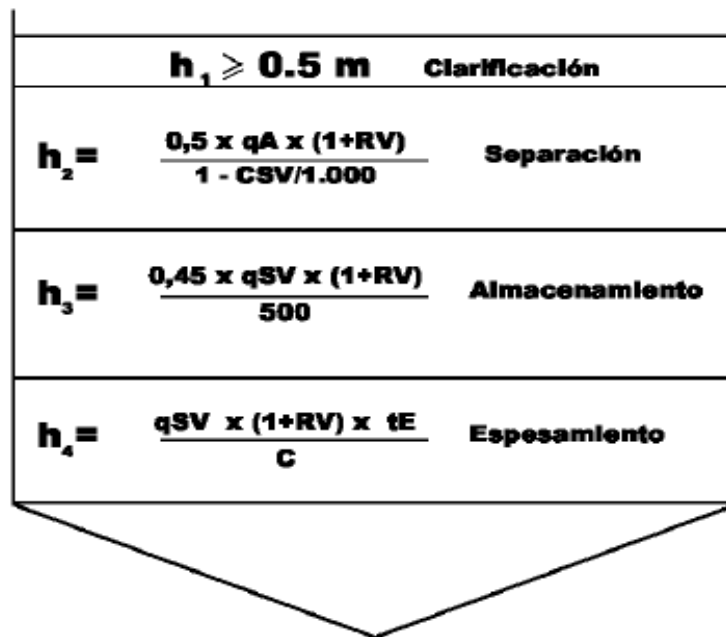 h₁ ⩾ 0.5 m Clarificación
h₂= 0,5 x qA x (1+RV) Separación
1 - CSV/1.000
h₃= 0,45 x qSV x (1+RV) Almacenamiento
500
h₄= qSV x (1+RV) x tE Espesamiento
C